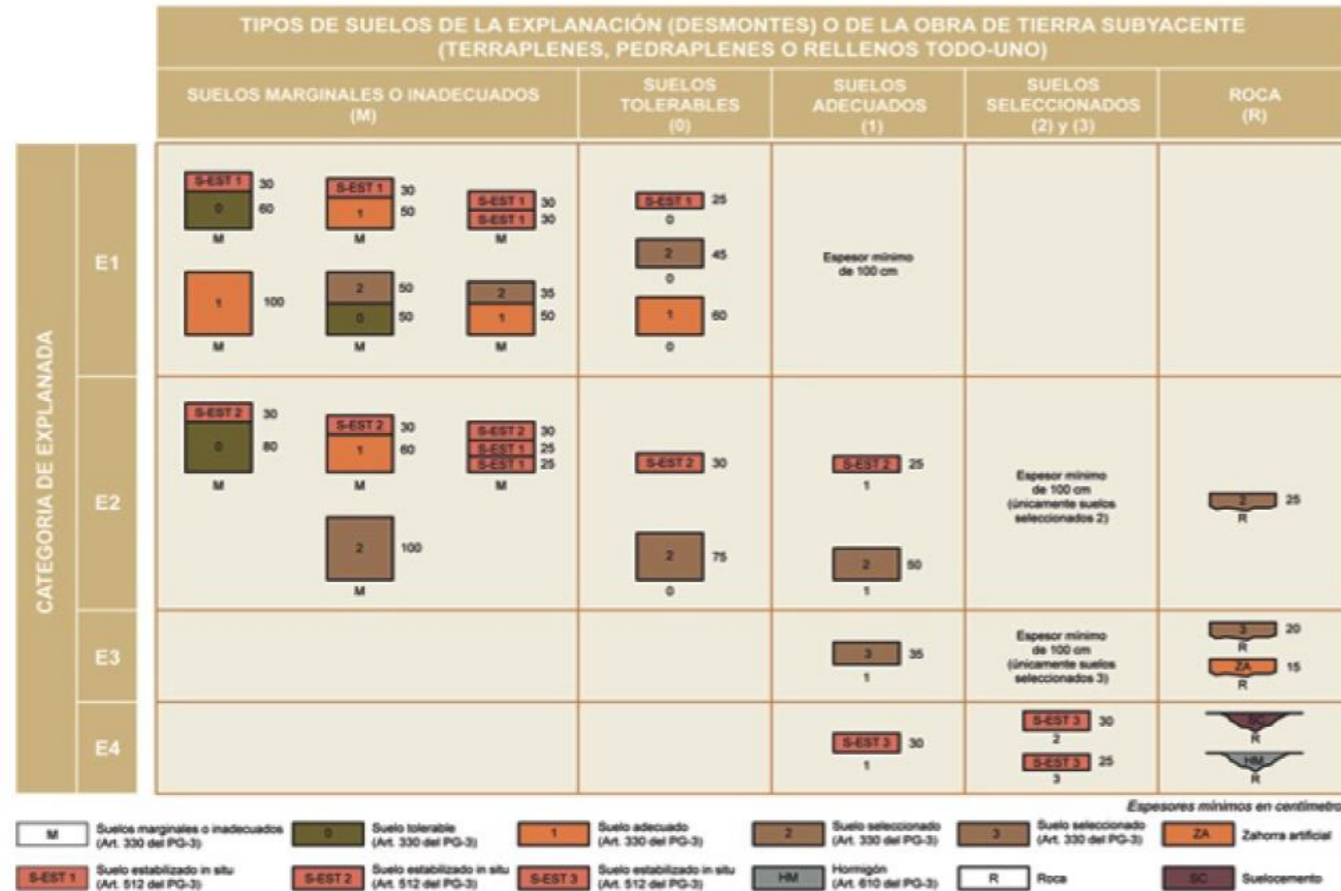 TIPOS DE SUELOS DE LA EXPLANACIÓN (DESMONTES) O DE LA OBRA DE TIERRA SUBYACENTE
(TERRAPLENES, PEDRAPLENES O RELLENOS TODO-UNO)
SUELOS MARGINALES O INADECUADOS
(M)
SUELOS
TOLERABLES
(0)
SUELOS
ADECUADOS
(1)
SUELOS
SELECCIONADOS
(2) y (3)
ROCA
(R)
CATEGORIA DE EXPLANADA
E1
S-EST 1 30
0 60
M
S-EST 1 30
1 50
M
S-EST 1 30
S-EST 1 30
M
1 100
M
2 50
0 50
M
2 35
1 50
M
S-EST 1 25
0
2 45
0
1 60
0
Espesor mínimo
de 100 cm
E2
S-EST 2 30
0 80
M
S-EST 2 30
1 60
M
S-EST 2 30
S-EST 1 25
S-EST 1 25
M
2 100
M
S-EST 2 30
0
2 75
0
S-EST 2 25
1
2 50
1
Espesor mínimo
de 100 cm
(únicamente suelos
seleccionados 2)
2 25
R
E3
3 35
1
Espesor mínimo
de 100 cm
(únicamente suelos
seleccionados 3)
3 20
R
ZA 15
R
E4
S-EST 3 30
1
S-EST 3 30
2
S-EST 3 25
3
SC
R
HM
R
Espesores mínimos en centímetro
M Suelos marginales o inadecuados
(Art. 330 del PG-3)
0 Suelo tolerable
(Art. 330 del PG-3)
1 Suelo adecuado
(Art. 330 del PG-3)
2 Suelo seleccionado
(Art. 330 del PG-3)
3 Suelo seleccionado
(Art. 330 del PG-3)
ZA Zahorra artificial
S-EST 1 Suelo estabilizado in situ
(Art. 512 del PG-3)
S-EST 2 Suelo estabilizado in situ
(Art. 512 del PG-3)
S-EST 3 Suelo estabilizado in situ
(Art. 512 del PG-3)
HM Hormigón
(Art. 610 del PG-3)
R Roca
SC Suelocemento